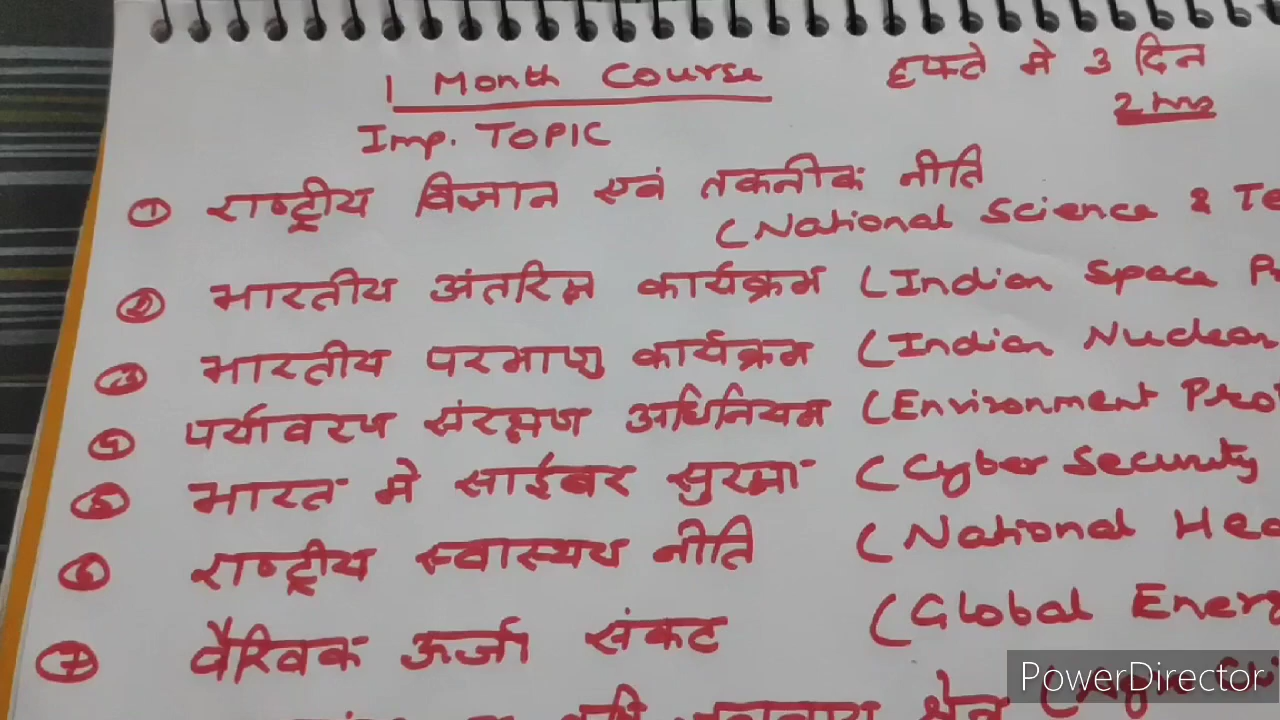 1 Month Course हफ्ते मे 3 दिन
2 hrs
Imp. TOPIC
① राष्ट्रीय विज्ञान एवं तकनीक नीति
(National Science & Te
② भारतीय अंतरिक्ष कार्यक्रम (Indian Space P
③ भारतीय परमाणु कार्यक्रम (Indian Nuclear
④ पर्यावरण संरक्षण अधिनियम (Environment Pro
⑤ भारत मे साईबर सुरक्षा (Cyber Security
⑥ राष्ट्रीय स्वास्थय नीति (National Hea
⑦ वैश्विक ऊर्जा संकट (Global Energ
क्षेत्र
PowerDirector